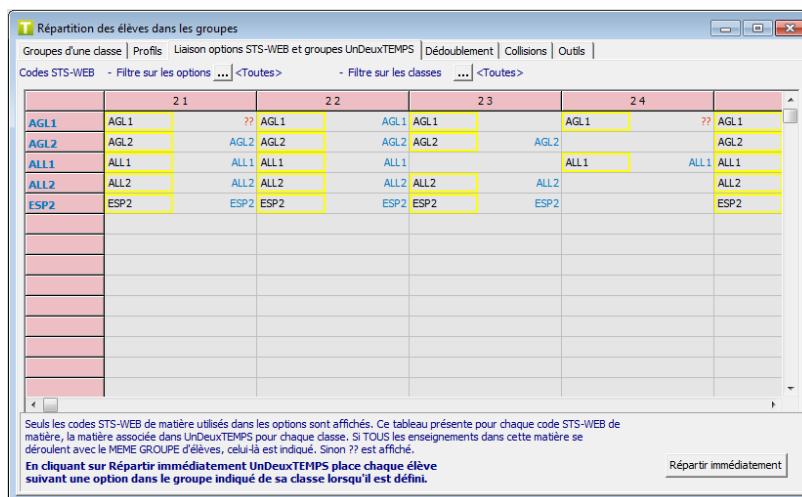 Répartition des élèves dans les groupes
Groupes d'une classe Profils Liaison options STS-WEB et groupes UnDeuxTEMPS Dédoublement Collisions Outils
Codes STS-WEB - Filtre sur les options ... <Toutes> - Filtre sur les classes ... <Toutes>
2 1 2 2 2 3 2 4
AGL1 AGL1 ?? AGL1 AGL1 AGL1 AGL1 ?? AGL1
AGL2 AGL2 AGL2 AGL2 AGL2 AGL2 AGL2 AGL2
ALL1 ALL1 ALL1 ALL1 ALL1 ALL1 ALL1 ALL1
ALL2 ALL2 ALL2 ALL2 ALL2 ALL2 ALL2 ALL2
ESP2 ESP2 ESP2 ESP2 ESP2 ESP2 ESP2 ESP2
Seuls les codes STS-WEB de matière utilisés dans les options sont affichés. Ce tableau présente pour chaque code STS-WEB de
matière, la matière associée dans UnDeuxTEMPS pour chaque classe. Si TOUS les enseignements dans cette matière se
déroulent avec le MEME GROUPE d'élèves, celui-là est indiqué. Sinon ?? est affiché.
En cliquant sur Répartir immédiatement UnDeuxTEMPS place chaque élève
suivant une option dans le groupe indiqué de sa classe lorsqu'il est défini.
Répartir immédiatement